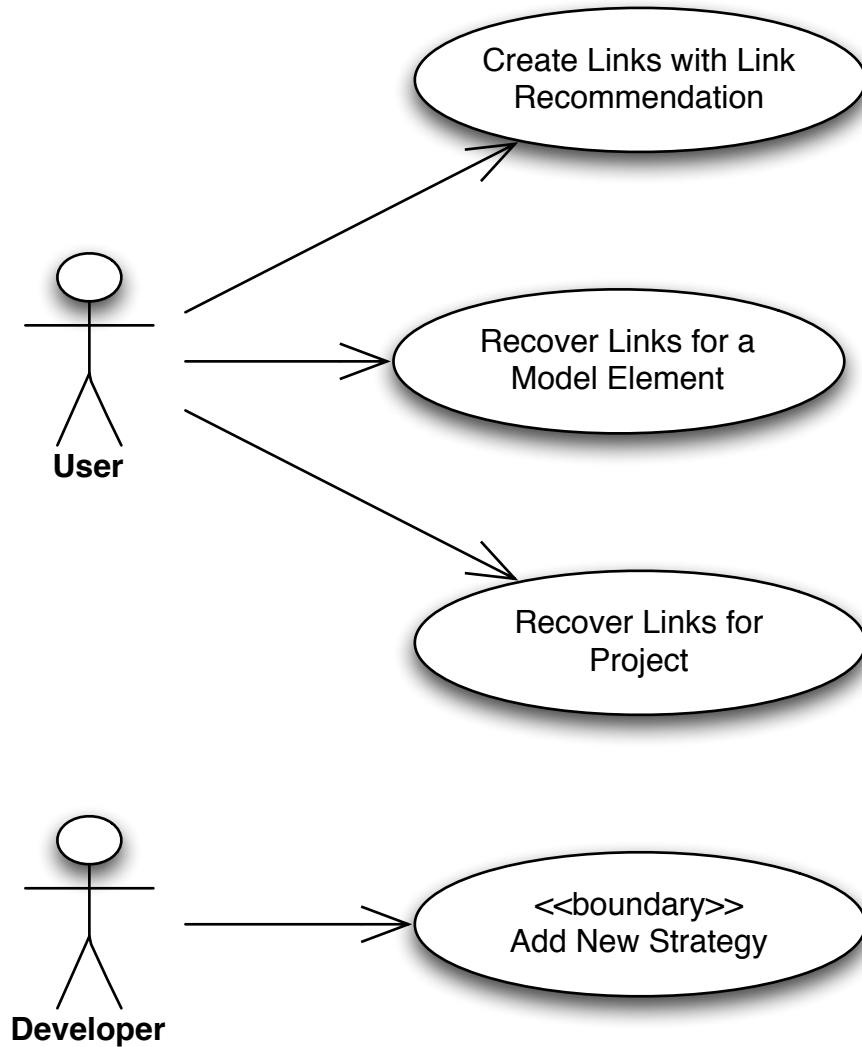 Create Links with Link
Recommendation
Recover Links for a
Model Element
User
Recover Links for
Project
<<boundary>>
Add New Strategy
Developer